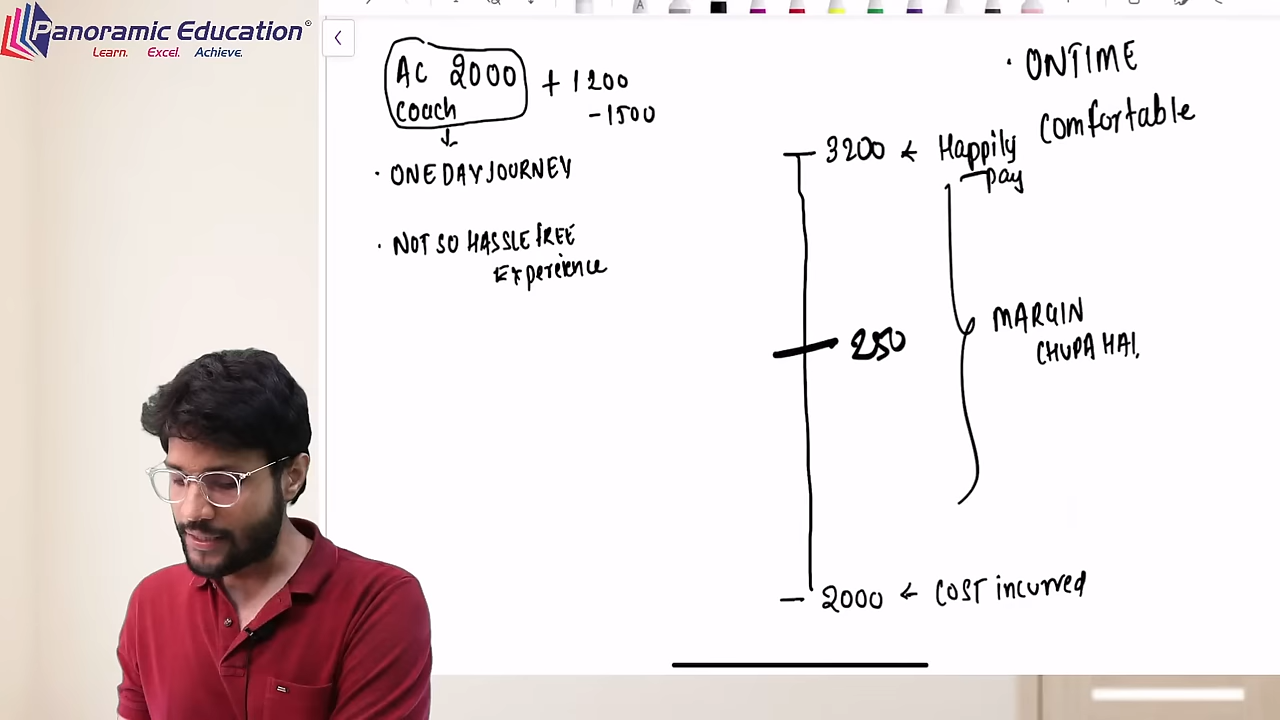 Panoramic Education®
Learn. Excel. Achieve.
AC 2000 + 1200
coach - 1500
• ONE DAY JOURNEY
• NOT SO HASSLE FREE
Expereience
• ONTIME
Comfortable
3200 ← Happily
pay
250
MARGIN
CHUPA HAI.
2000 ← COST incurred